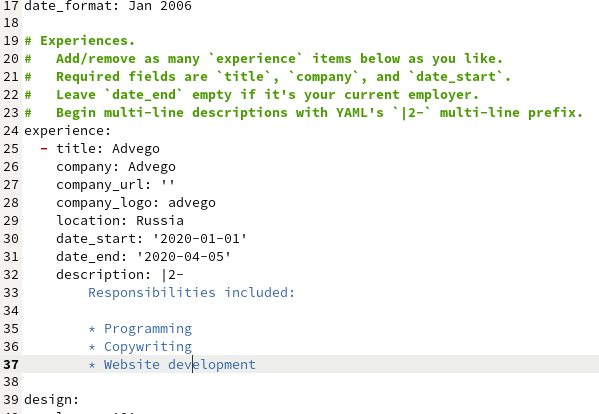 17 date_format: Jan 2006
18
19 # Experiences.
20 #   Add/remove as many `experience` items below as you like.
21 #   Required fields are `title`, `company`, and `date_start`.
22 #   Leave `date_end` empty if it's your current employer.
23 #   Begin multi-line descriptions with YAML's `|2-` multi-line prefix.
24 experience:
25   - title: Advego
26     company: Advego
27     company_url: ''
28     company_logo: advego
29     location: Russia
30     date_start: '2020-01-01'
31     date_end: '2020-04-05'
32     description: |2-
33         Responsibilities included:
34
35         * Programming
36         * Copywriting
37         * Website development
38
39 design: